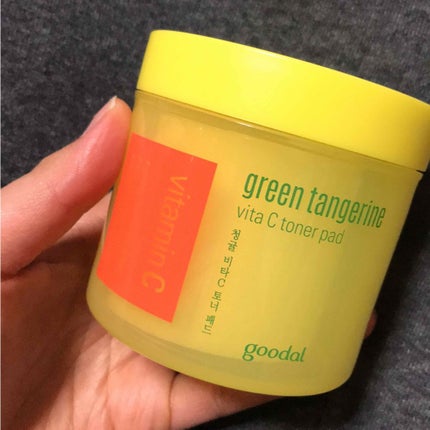 vitamin C
green tangerine
vita C toner pad
청귤 비타C 토너 패드
goodal